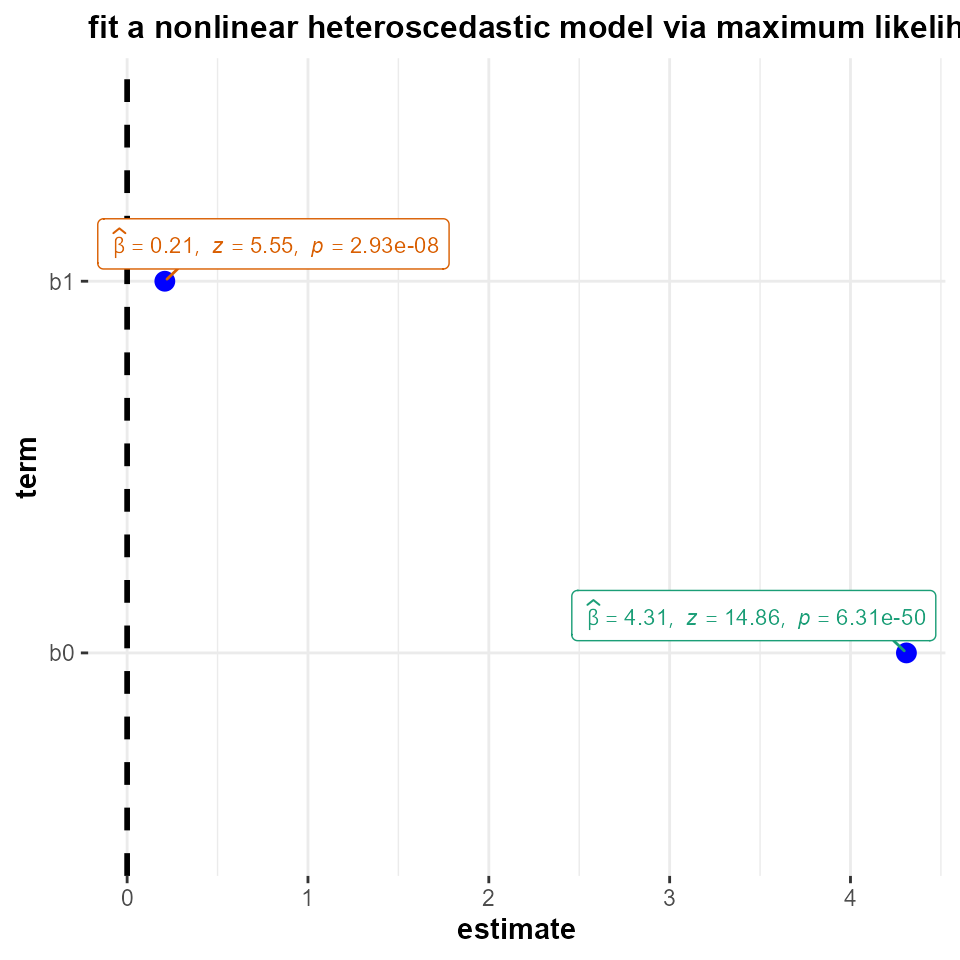 fit a nonlinear heteroscedastic model via maximum likelih
β̂ = 0.21, z = 5.55, p = 2.93e-08
b1
term
β̂ = 4.31, z = 14.86, p = 6.31e-50
b0
0 1 2 3 4
estimate